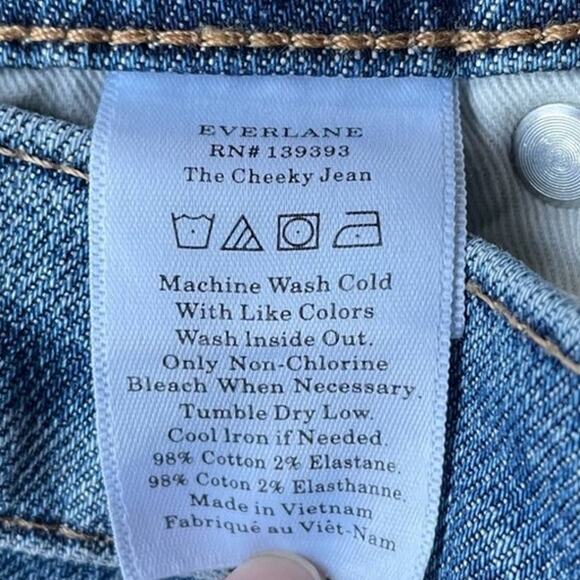 EVERLANE
RN# 139393
The Cheeky Jean
Machine Wash Cold
With Like Colors
Wash Inside Out.
Only Non-Chlorine
Bleach When Necessary.
Tumble Dry Low.
Cool Iron if Needed.
98% Cotton 2% Elastane.
98% Coton 2% Elasthanne.
Made in Vietnam
Fabriqué au Viêt-Nam